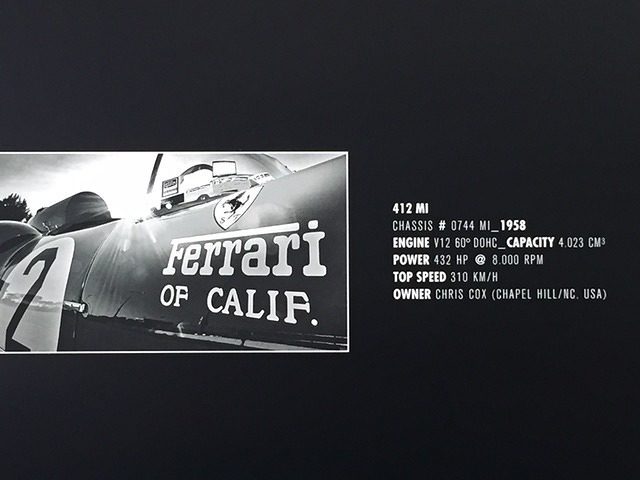 2
Ferrari
OF CALIF.
412 MI
CHASSIS # 0744 MI_1958
ENGINE V12 60° DOHC_CAPACITY 4.023 CM³
POWER 432 HP @ 8.000 RPM
TOP SPEED 310 KM/H
OWNER CHRIS COX (CHAPEL HILL/NC. USA)